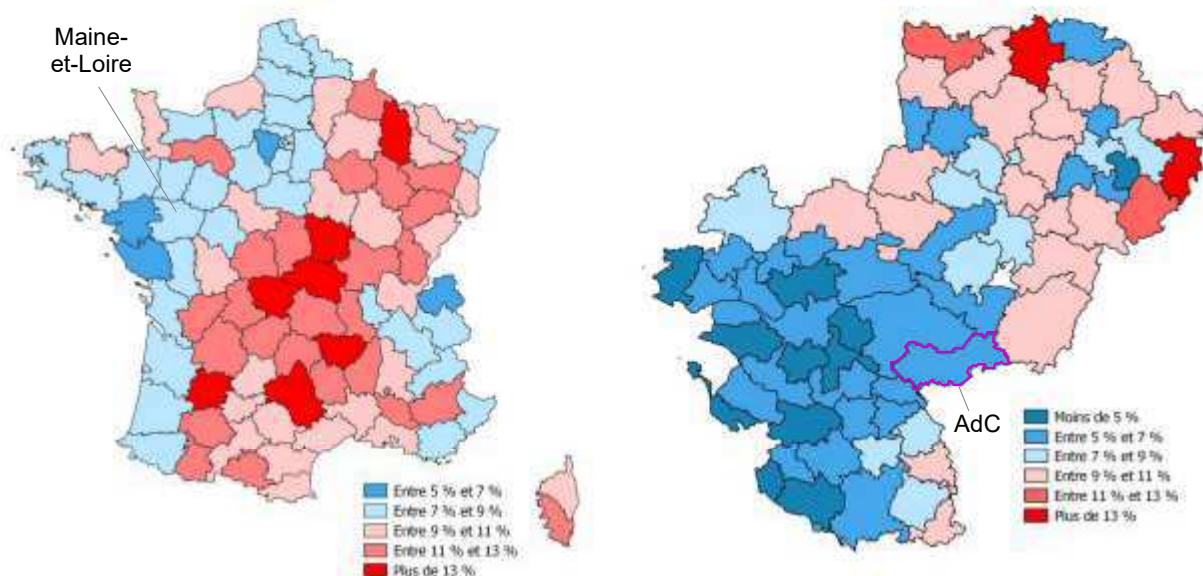 Maine-
et-Loire
Entre 5 % et 7 %
Entre 7 % et 9 %
Entre 9 % et 11 %
Entre 11 % et 13 %
Plus de 13 %
AdC
Moins de 5 %
Entre 5 % et 7 %
Entre 7 % et 9 %
Entre 9 % et 11 %
Entre 11 % et 13 %
Plus de 13 %